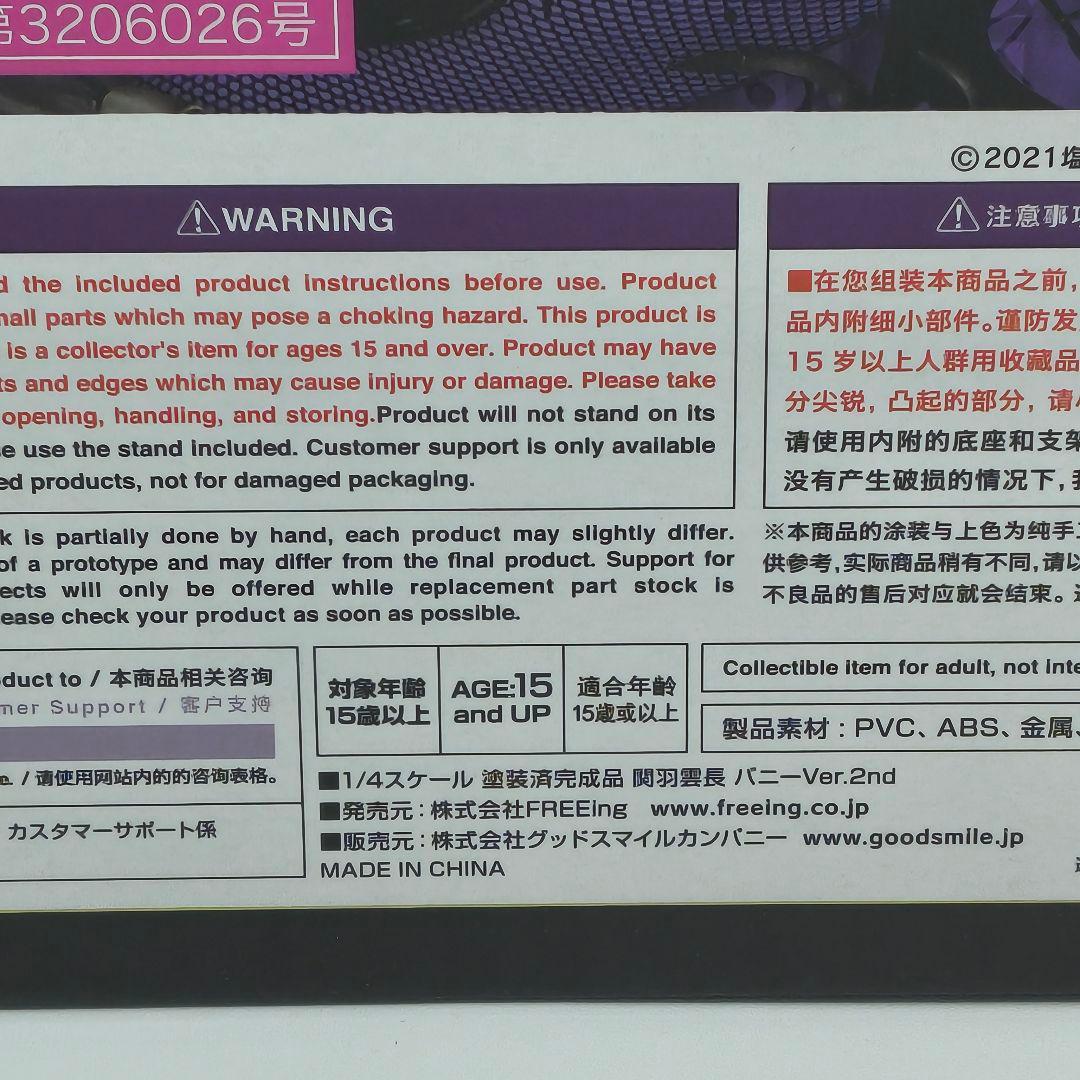 第3206026号
©2021塩
⚠WARNING
the included product instructions before use. Product
small parts which may pose a choking hazard. This product is
is a collector's item for ages 15 and over. Product may have
and edges which may cause injury or damage. Please take
opening, handling, and storing.Product will not stand on its
use the stand included. Customer support is only available
products, not for damaged packaging.
is partially done by hand, each product may slightly differ.
of a prototype and may differ from the final product. Support for
will only be offered while replacement part stock is
please check your product as soon as possible.
⚠注意事項
■在您组装本商品之前,
品内附细小部件。谨防发
15 岁以上人群用收藏品
分尖锐, 凸起的部分, 请小
请使用内附的底座和支架
没有产生破损的情况下,我
※本商品的涂装与上色为纯手工
供参考,实际商品稍有不同,请以
不良品的售后对应就会结束。
product to / 本商品相关咨询
Customer Support / 客户支持
/ 请使用网站内的的咨询表格。
カスタマーサポート係
対象年齢
15歳以上
AGE:15
and UP
適合年齡
15歲或以上
Collectible item for adult, not inte
製品素材：PVC、ABS、金属、
■1/4スケール 塗装済完成品 関羽雲長 バニーVer.2nd
■発売元：株式会社FREEing www.freeing.co.jp
■販売元：株式会社グッドスマイルカンパニー www.goodsmile.jp
MADE IN CHINA